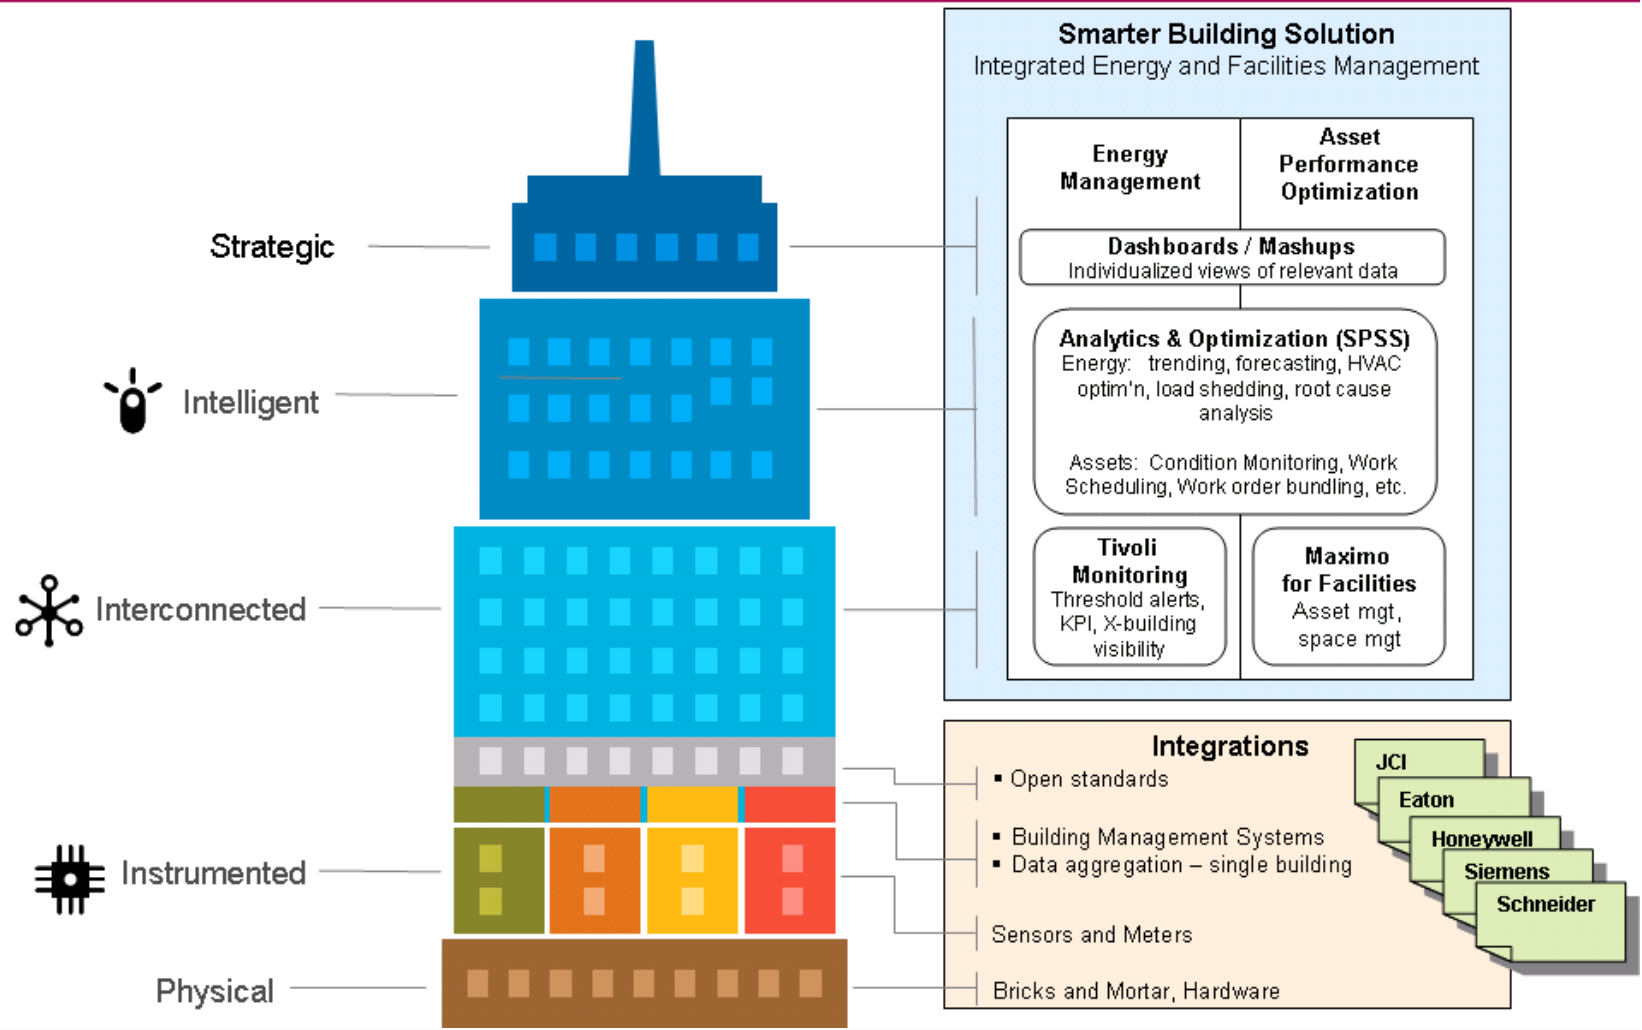 Smarter Building Solution
Integrated Energy and Facilities Management
Energy
Management
Asset
Performance
Optimization
Strategic
Dashboards / Mashups
Individualized views of relevant data
Intelligent
Analytics & Optimization (SPSS)
Energy: trending, forecasting, HVAC
optim'n, load shedding, root cause
analysis
Assets: Condition Monitoring, Work
Scheduling, Work order bundling, etc.
Interconnected
Tivoli
Monitoring
Threshold alerts,
KPI, X-building
visibility
Maximo
for Facilities
Asset mgt,
space mgt
Integrations
▪ Open standards
▪ Building Management Systems
▪ Data aggregation – single building
JCI
Eaton
Honeywell
Siemens
Schneider
Instrumented
Sensors and Meters
Physical
Bricks and Mortar, Hardware